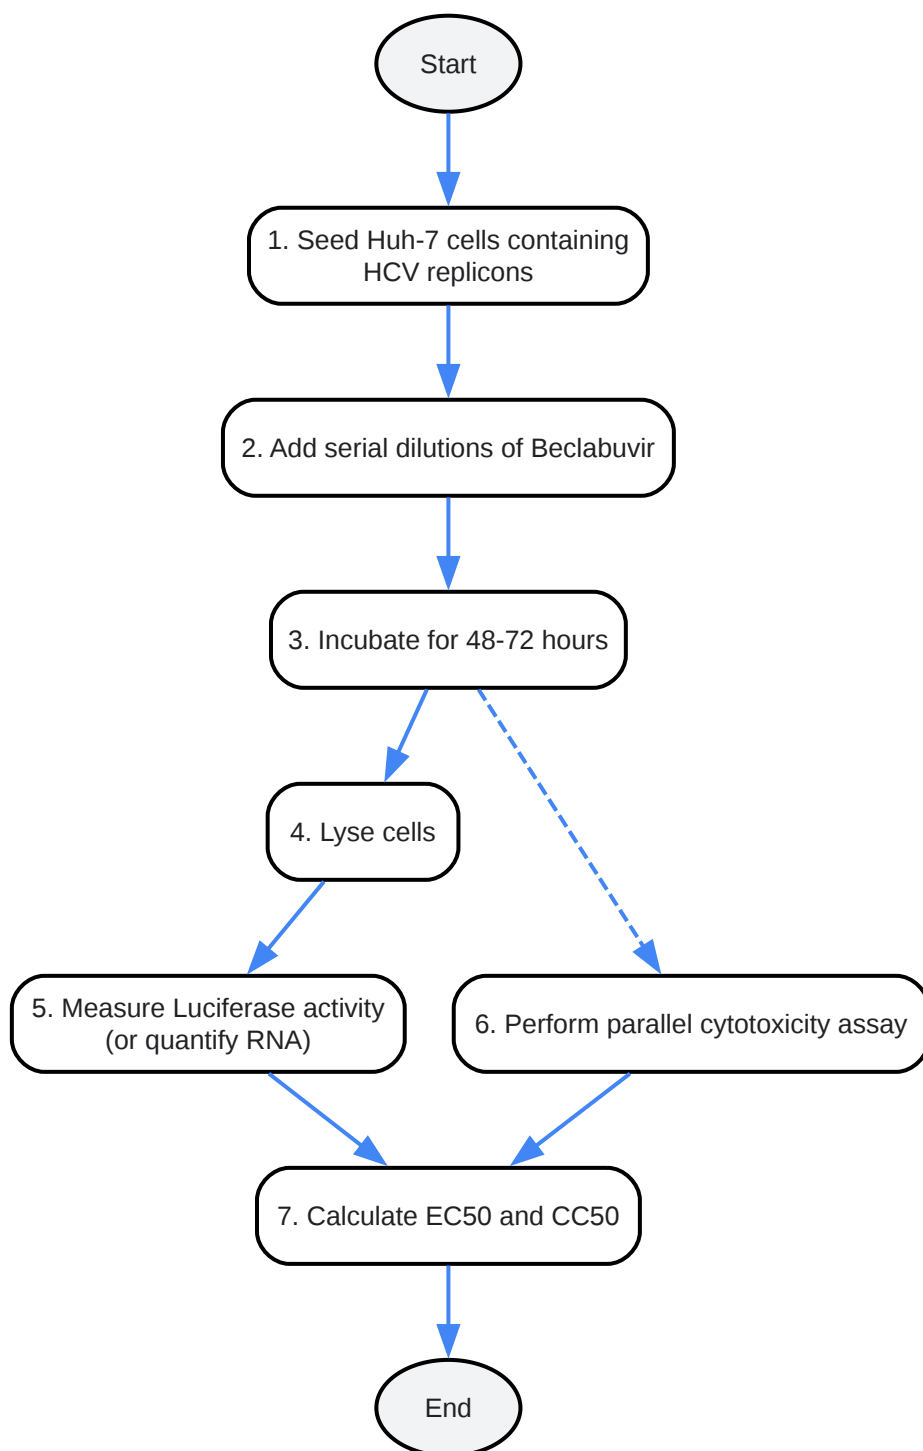 Start
1. Seed Huh-7 cells containing
HCV replicons
2. Add serial dilutions of Beclabuvir
3. Incubate for 48-72 hours
4. Lyse cells
5. Measure Luciferase activity
(or quantify RNA)
6. Perform parallel cytotoxicity assay
7. Calculate EC50 and CC50
End